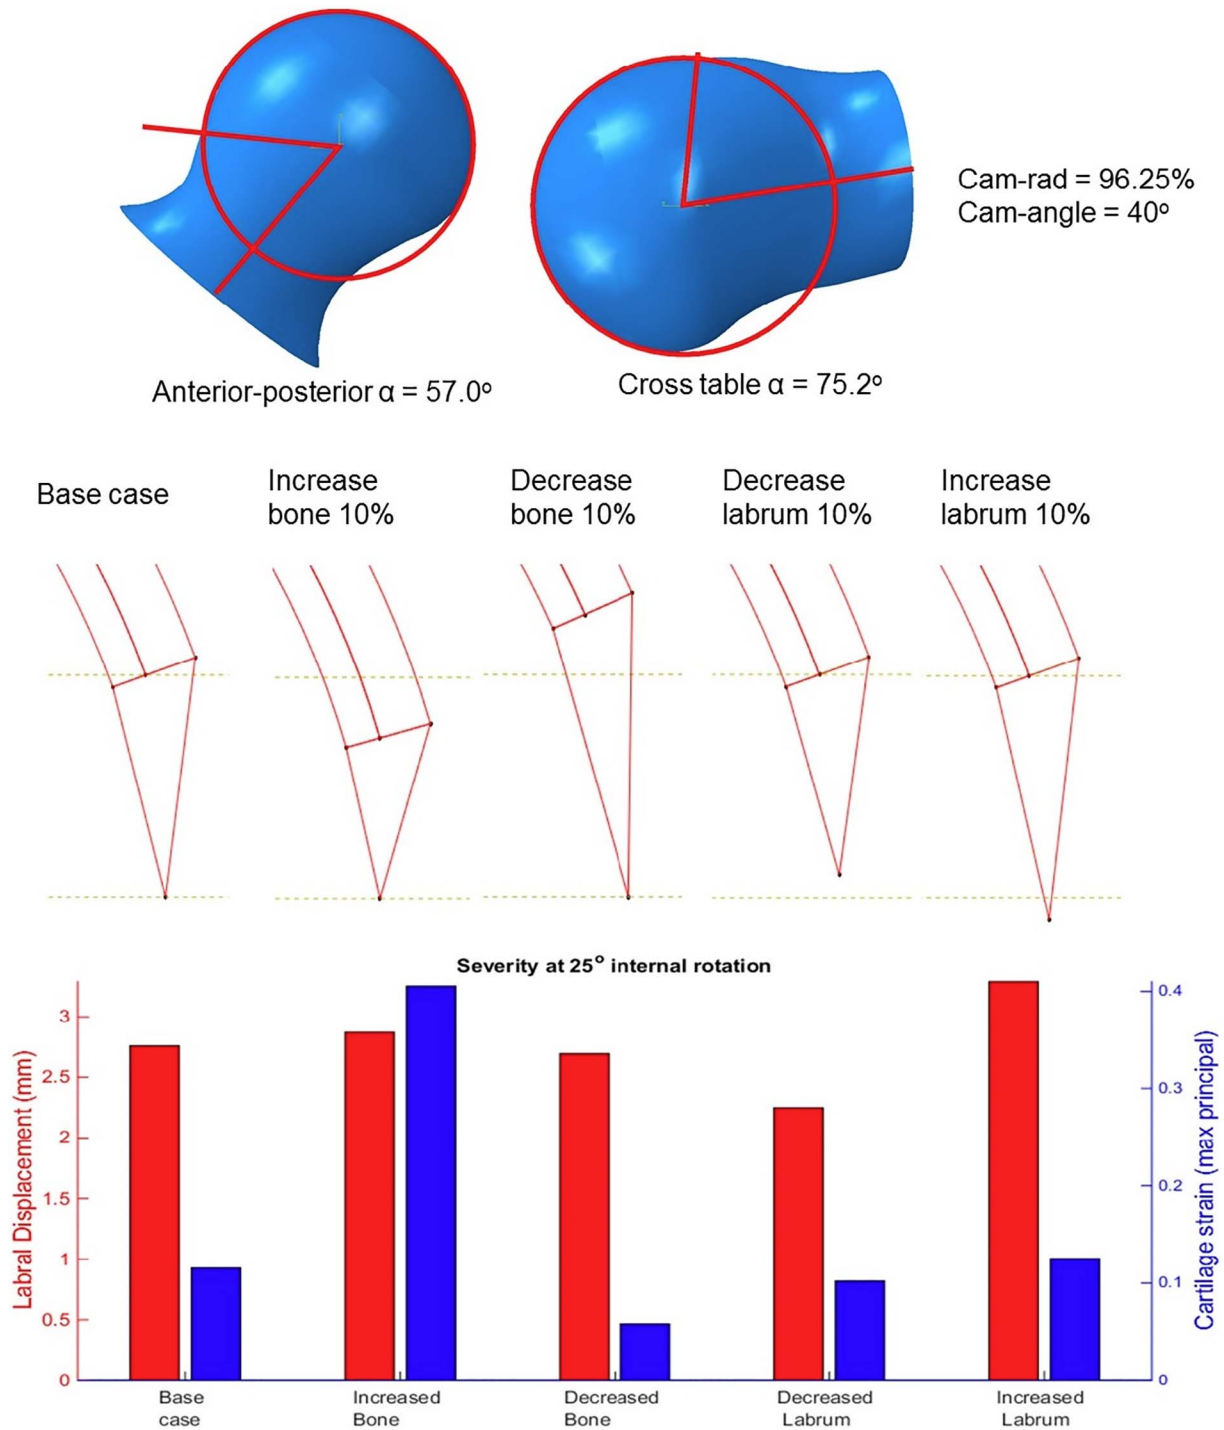 Cam-rad = 96.25%
Cam-angle = 40º
Anterior-posterior α = 57.0º
Cross table α = 75.2º
Base case
Increase
bone 10%
Decrease
bone 10%
Decrease
labrum 10%
Increase
labrum 10%
Severity at 25° internal rotation
Labral Displacement (mm)
3
2.5
2
1.5
1
0.5
0
Cartilage strain (max principal)
0.4
0.3
0.2
0.1
0
Base
case
Increased
Bone
Decreased
Bone
Decreased
Labrum
Increased
Labrum